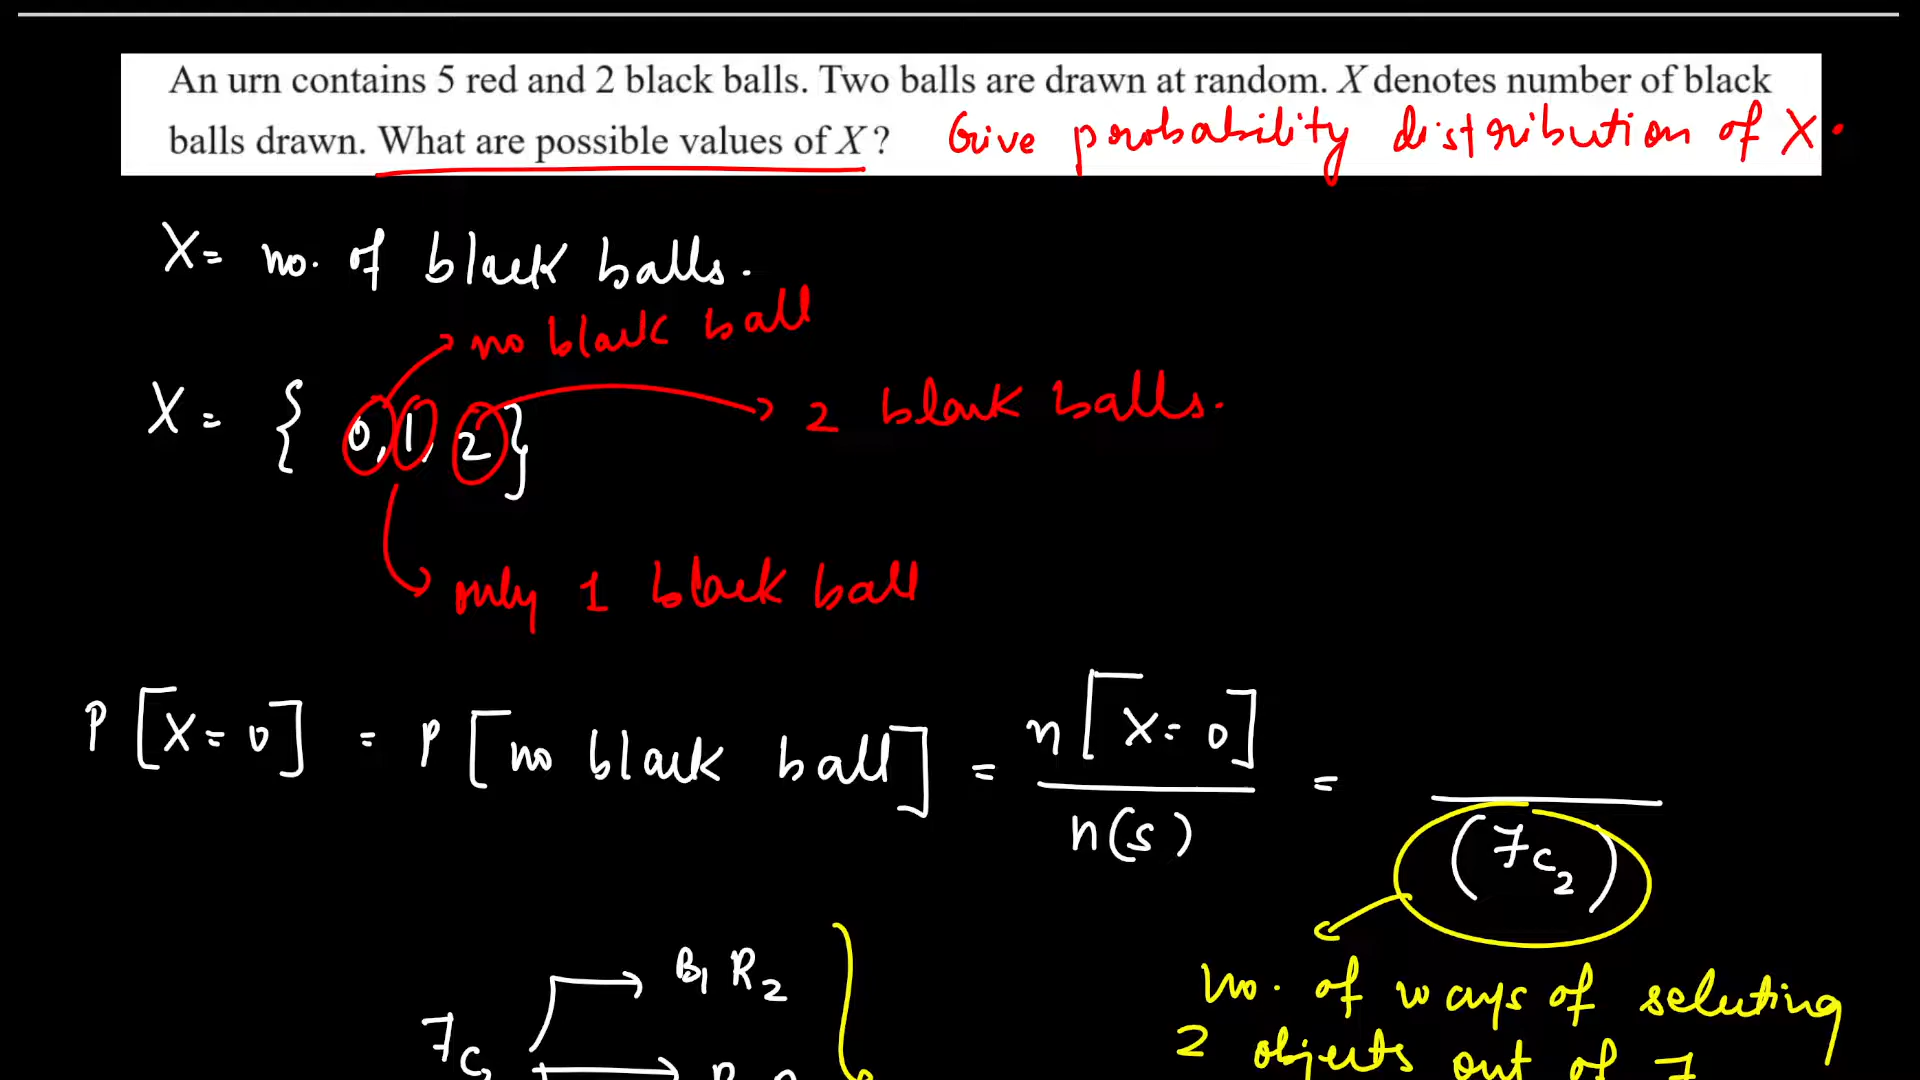 An urn contains 5 red and 2 black balls. Two balls are drawn at random. X denotes number of black
balls drawn. What are possible values of X ? Give probability distribution of X.
X = no. of black balls.
no black ball
X = { 0, 1, 2 }
2 black balls.
only 1 black ball
P [X = 0] = P [no black ball] = n[X = 0] / n(s) = / (7C2)
B1 R2
no. of ways of selecting
7C
2 objects out of 7